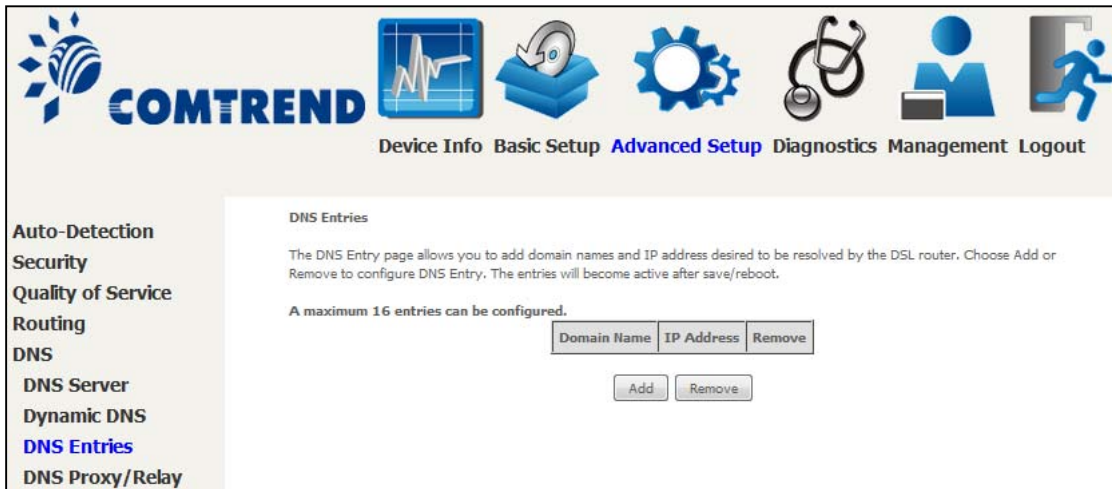 COMTREND
Device Info Basic Setup Advanced Setup Diagnostics Management Logout
Auto-Detection
Security
Quality of Service
Routing
DNS
DNS Server
Dynamic DNS
DNS Entries
DNS Proxy/Relay
DNS Entries
The DNS Entry page allows you to add domain names and IP address desired to be resolved by the DSL router. Choose Add or
Remove to configure DNS Entry. The entries will become active after save/reboot.
A maximum 16 entries can be configured.
Domain Name IP Address Remove
Add Remove